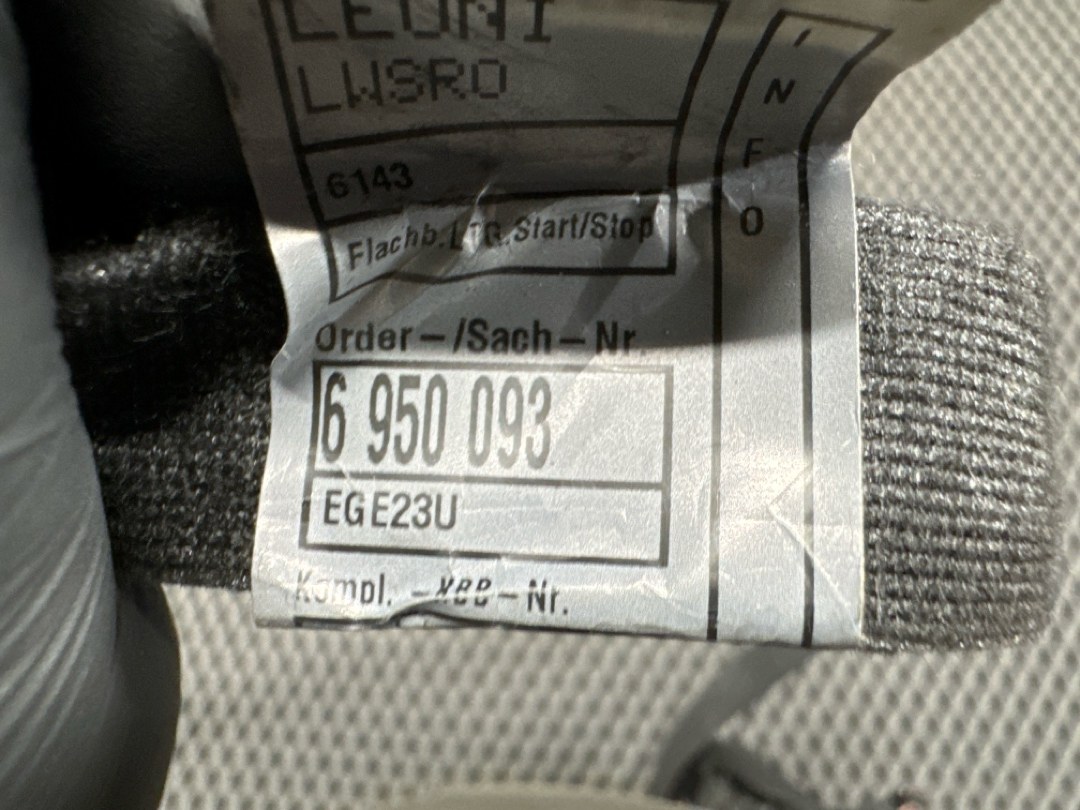 LEONI
LWSRO
6143
Flachb.LTG.Start/Stop
Order-/Sach-Nr.
6 950 093
EGE23U
Kompl. - -Nr.
I
N
F
O